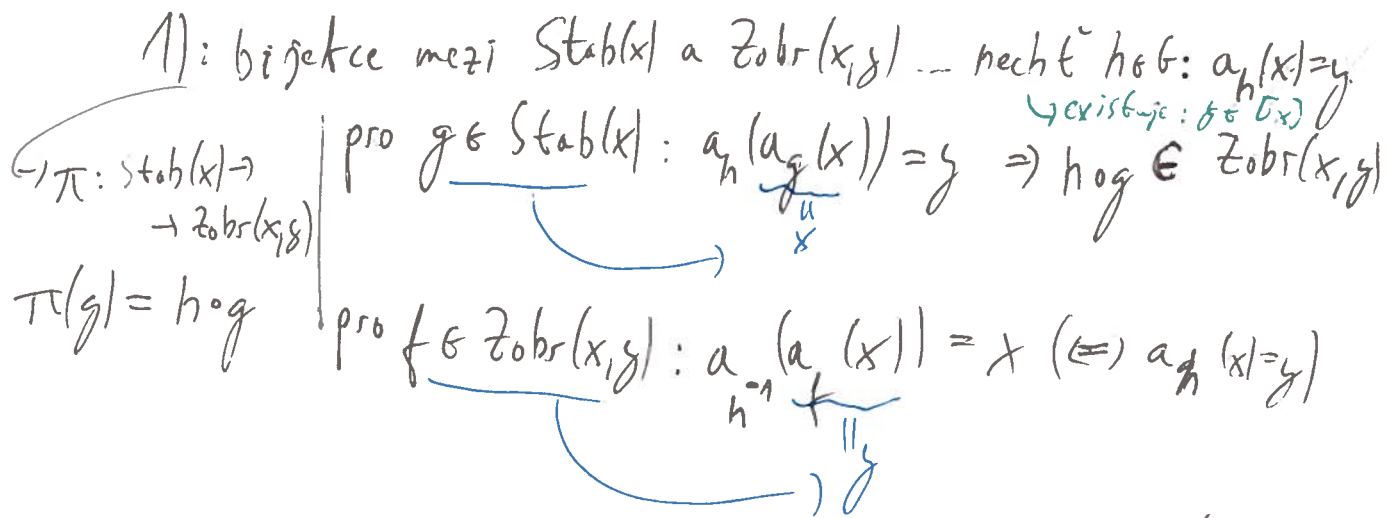 1): bijekce mezi Stab(x) a Zobr(x,y) ... nechť h∈G: a_h(x)=y
↳ existuje: y∈[x]
↳ π: Stab(x) →
→ Zobr(x,y)
π(g) = h∘g
pro g ∈ Stab(x): a_h(a_g(x)) = y ⇒ h∘g ∈ Zobr(x,y)
"
x
pro f ∈ Zobr(x,y): a_{h^{-1}}(a_f(x)) = x (⇐) a_h(x)=y)
||
y